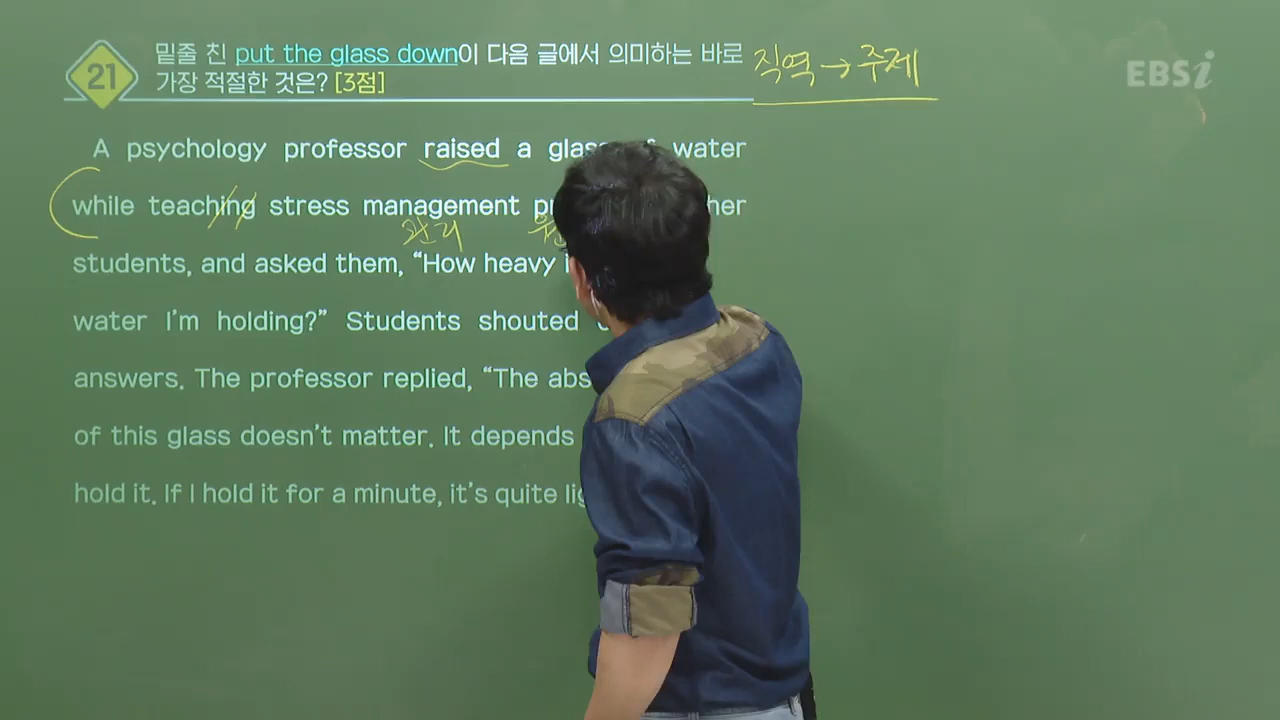 21
밑줄 친 put the glass down이 다음 글에서 의미하는 바로
가장 적절한 것은? [3점]
직역→주제
EBSi
A psychology professor raised a glass of water
while teaching stress management her
관리
students, and asked them, “How heavy
water I’m holding?” Students shouted
answers. The professor replied, “The
of this glass doesn’t matter. It depends
hold it. If I hold it for a minute, it’s quite